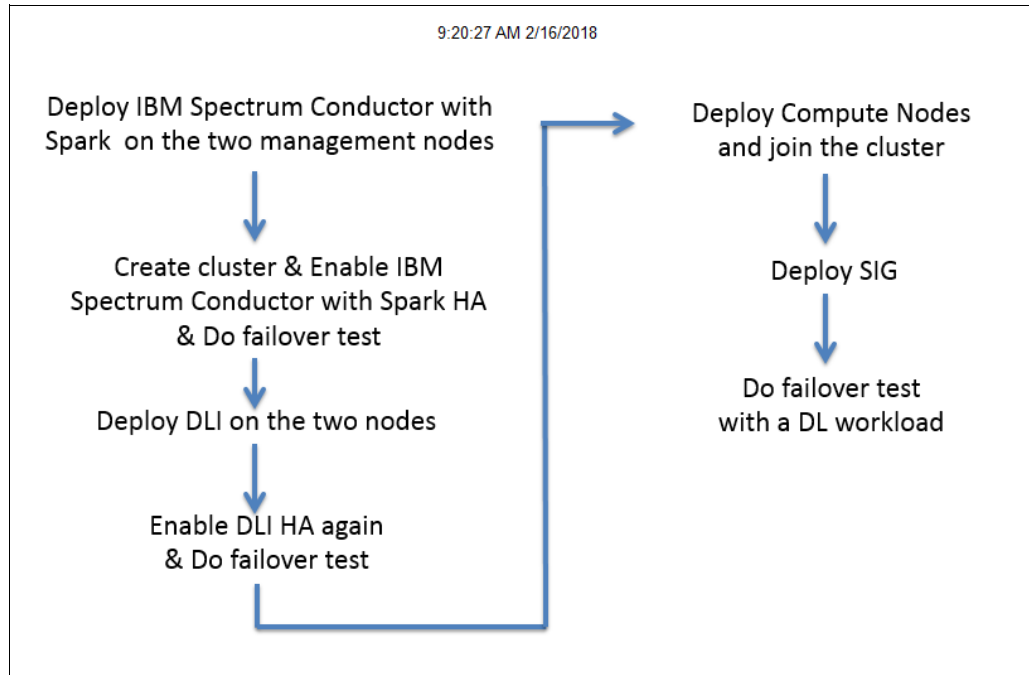 9:20:27 AM 2/16/2018
Deploy IBM Spectrum Conductor with
Spark on the two management nodes
Create cluster & Enable IBM
Spectrum Conductor with Spark HA
& Do failover test
Deploy DLI on the two nodes
Enable DLI HA again
& Do failover test
Deploy Compute Nodes
and join the cluster
Deploy SIG
Do failover test
with a DL workload